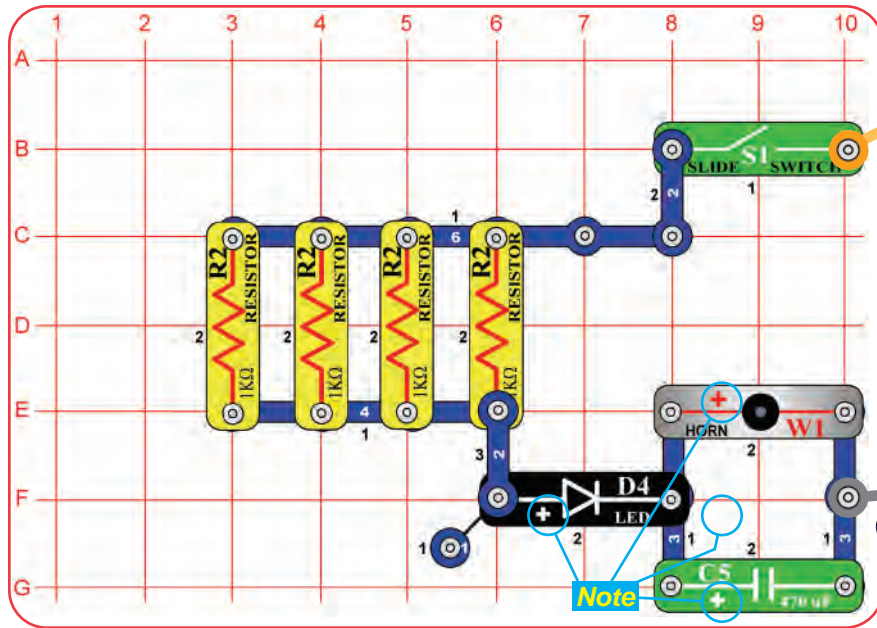 1 2 3 4 5 6 7 8 9 10
A
B
S1
SLIDE SWITCH
2 2
1
C
1
6
R2 RESISTOR
R2 RESISTOR
R2 RESISTOR
R2 RESISTOR
D
2
2
2
2
1KΩ
1KΩ
1KΩ
1KΩ
E
4
1
+
HORN
W1
2
3 2
F
D4
+
LED
2
1 1
3 1
2
1 3
G
C5
+
470 uF
Note